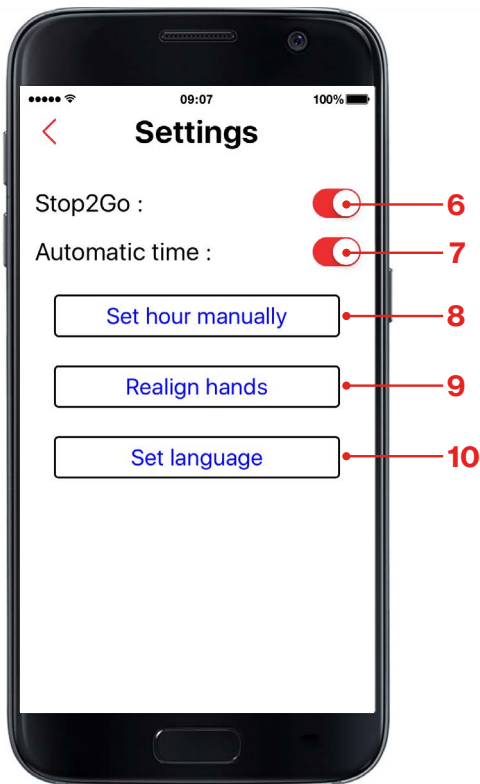 09:07
100%
Settings
Stop2Go :
6
Automatic time :
7
Set hour manually
8
Realign hands
9
Set language
10